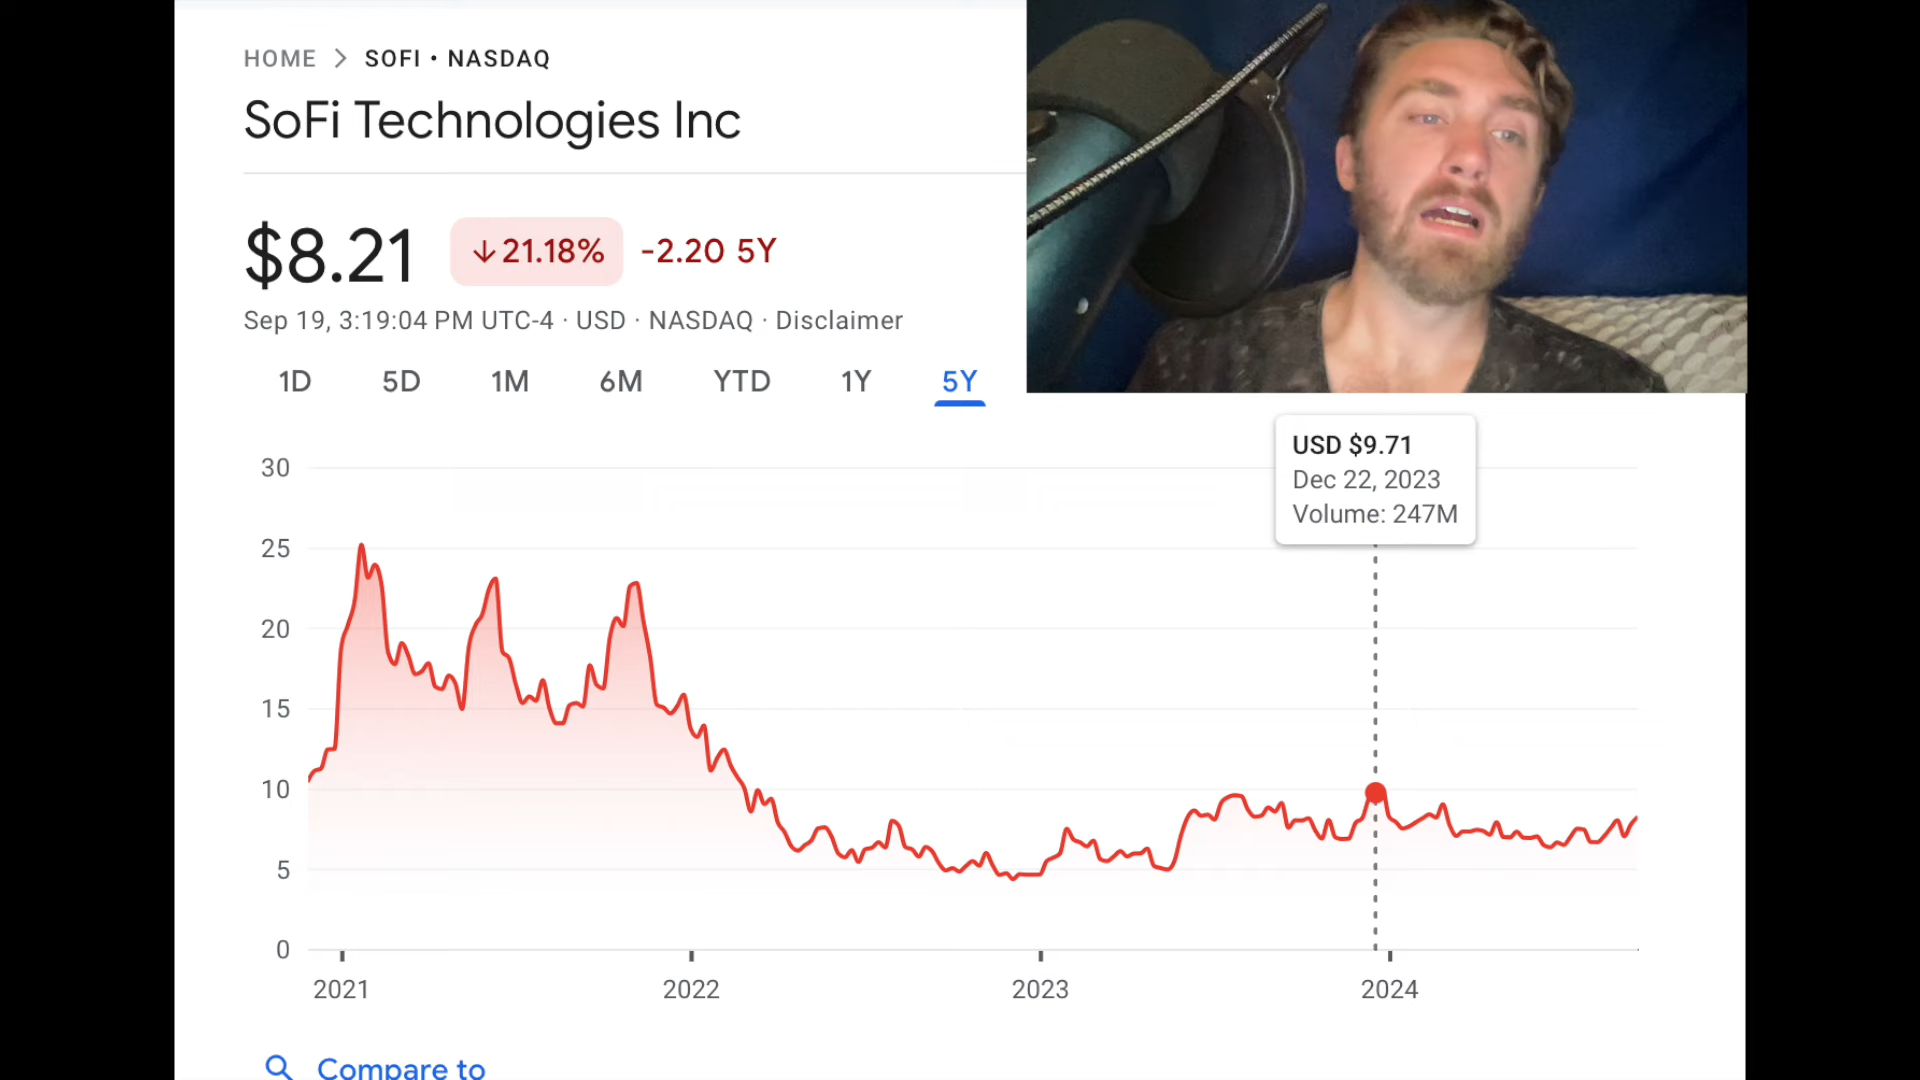 HOME > SOFI • NASDAQ
SoFi Technologies Inc
$8.21 ↓21.18% -2.20 5Y
Sep 19, 3:19:04 PM UTC-4 · USD · NASDAQ · Disclaimer
1D 5D 1M 6M YTD 1Y 5Y
USD $9.71
Dec 22, 2023
Volume: 247M
30
25
20
15
10
5
0
2021 2022 2023 2024
Compare to